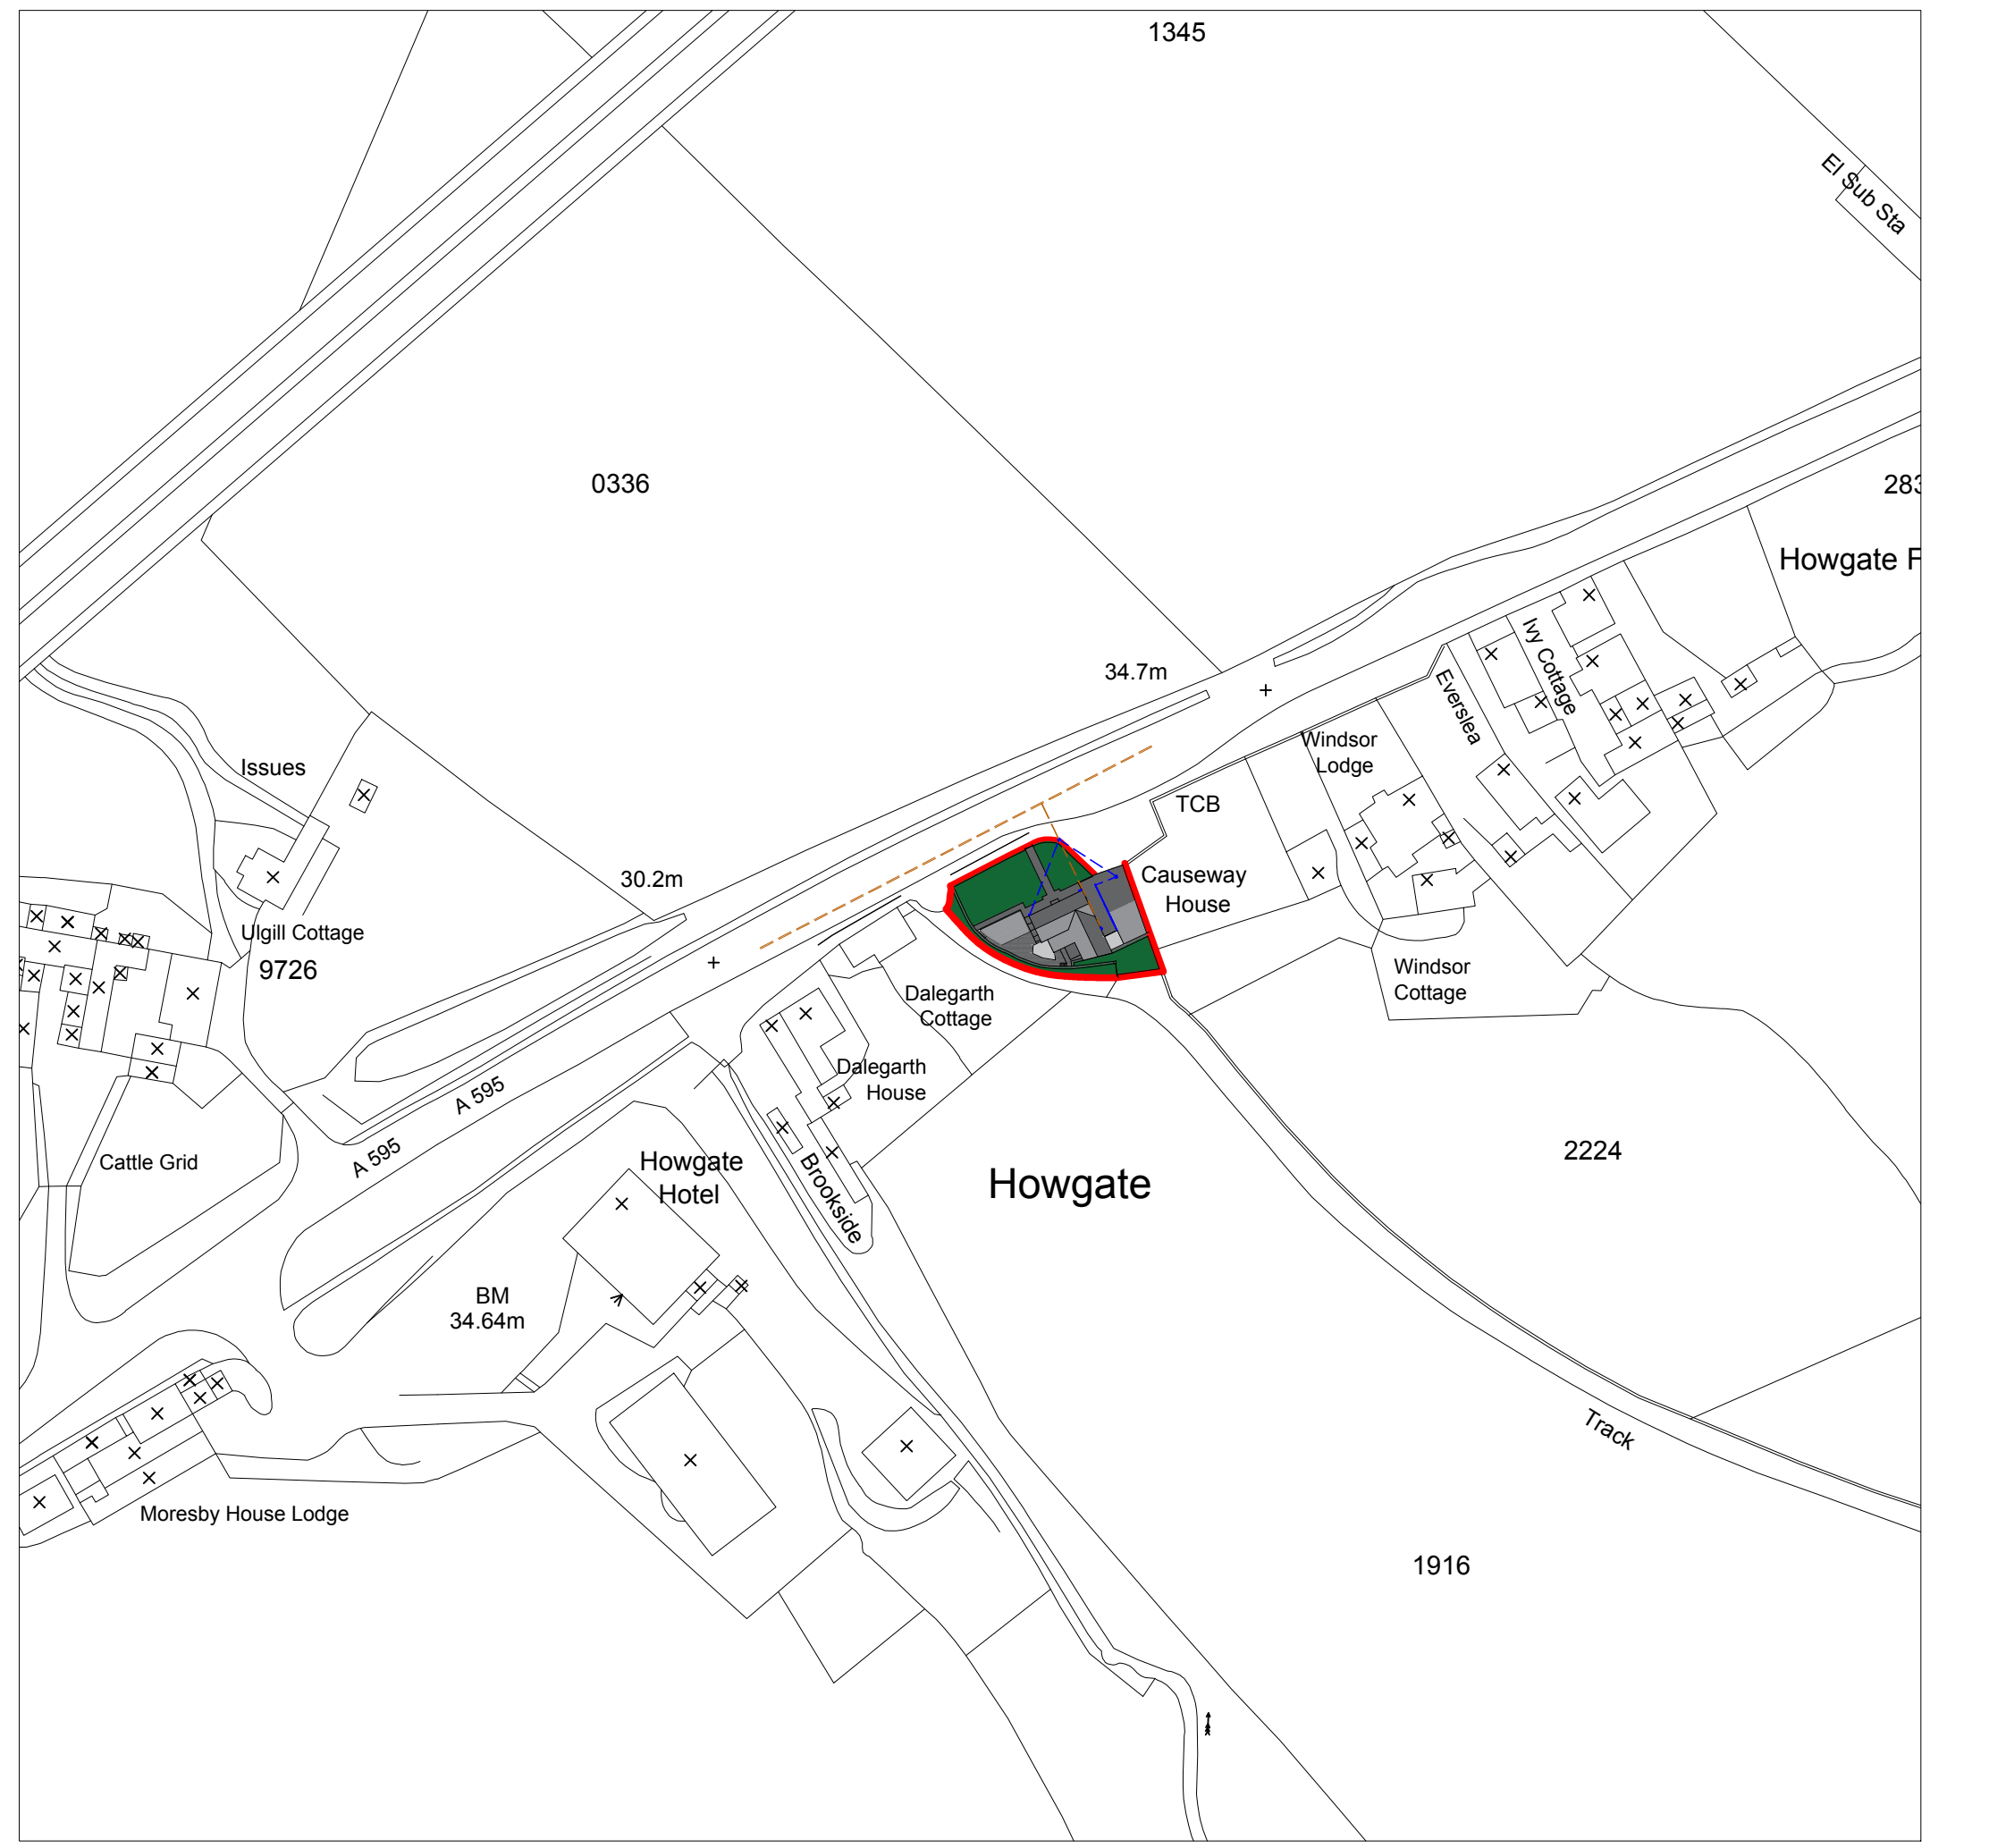 1345
El Sub Sta
0336
283
Howgate F
34.7m
Ivy Cottage
Everslea
Windsor
Lodge
Issues
TCB
30.2m
Causeway
House
Ulgill Cottage
9726
Windsor
Cottage
Dalegarth
Cottage
Dalegarth
House
A 595
A 595
Cattle Grid
Howgate
Hotel
Brookside
Howgate
2224
BM
34.64m
Track
Moresby House Lodge
1916